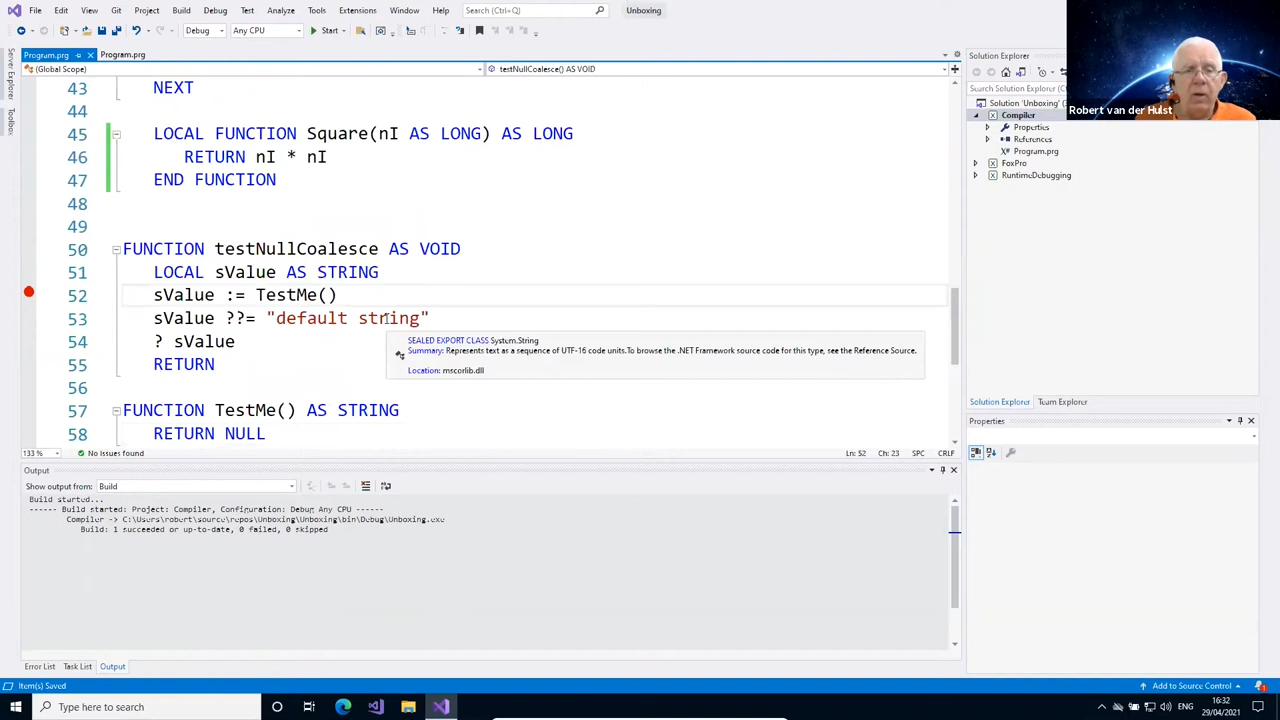 File Edit View Git Project Build Debug Test Analyze Tools Extensions Window Help Search (Ctrl+Q) Unboxing
Debug Any CPU Start
Robert van der Hulst
Server Explorer
Toolbox
Program.prg Program.prg
(Global Scope) testNullCoalesce() AS VOID
43 NEXT
44
45 LOCAL FUNCTION Square(nI AS LONG) AS LONG
46 RETURN nI * nI
47 END FUNCTION
48
49
50 FUNCTION testNullCoalesce AS VOID
51 LOCAL sValue AS STRING
52 sValue := TestMe()
53 sValue ??= "default string"
54 ? sValue
55 RETURN
56
57 FUNCTION TestMe() AS STRING
58 RETURN NULL
SEALED EXPORT CLASS System.String
Summary: Represents text as a sequence of UTF-16 code units.To browse the .NET Framework source code for this type, see the Reference Source.
Location: mscorlib.dll
133 % No issues found Ln: 52 Ch: 23 SPC CRLF
Output
Show output from: Build
Build started...
------ Build started: Project: Compiler, Configuration: Debug Any CPU ------
Compiler -> C:\Users\robert\source\repos\Unboxing\Unboxing\bin\Debug\Unboxing.exe
Build: 1 succeeded or up-to-date, 0 failed, 0 skipped
Error List Task List Output
Solution Explorer
Search Solution Explorer
Solution 'Unboxing' (
Compiler
Properties
References
Program.prg
FoxPro
RuntimeDebugging
Solution Explorer Team Explorer
Properties
Item(s) Saved Add to Source Control 1
Type here to search
ENG
16:32
29/04/2021